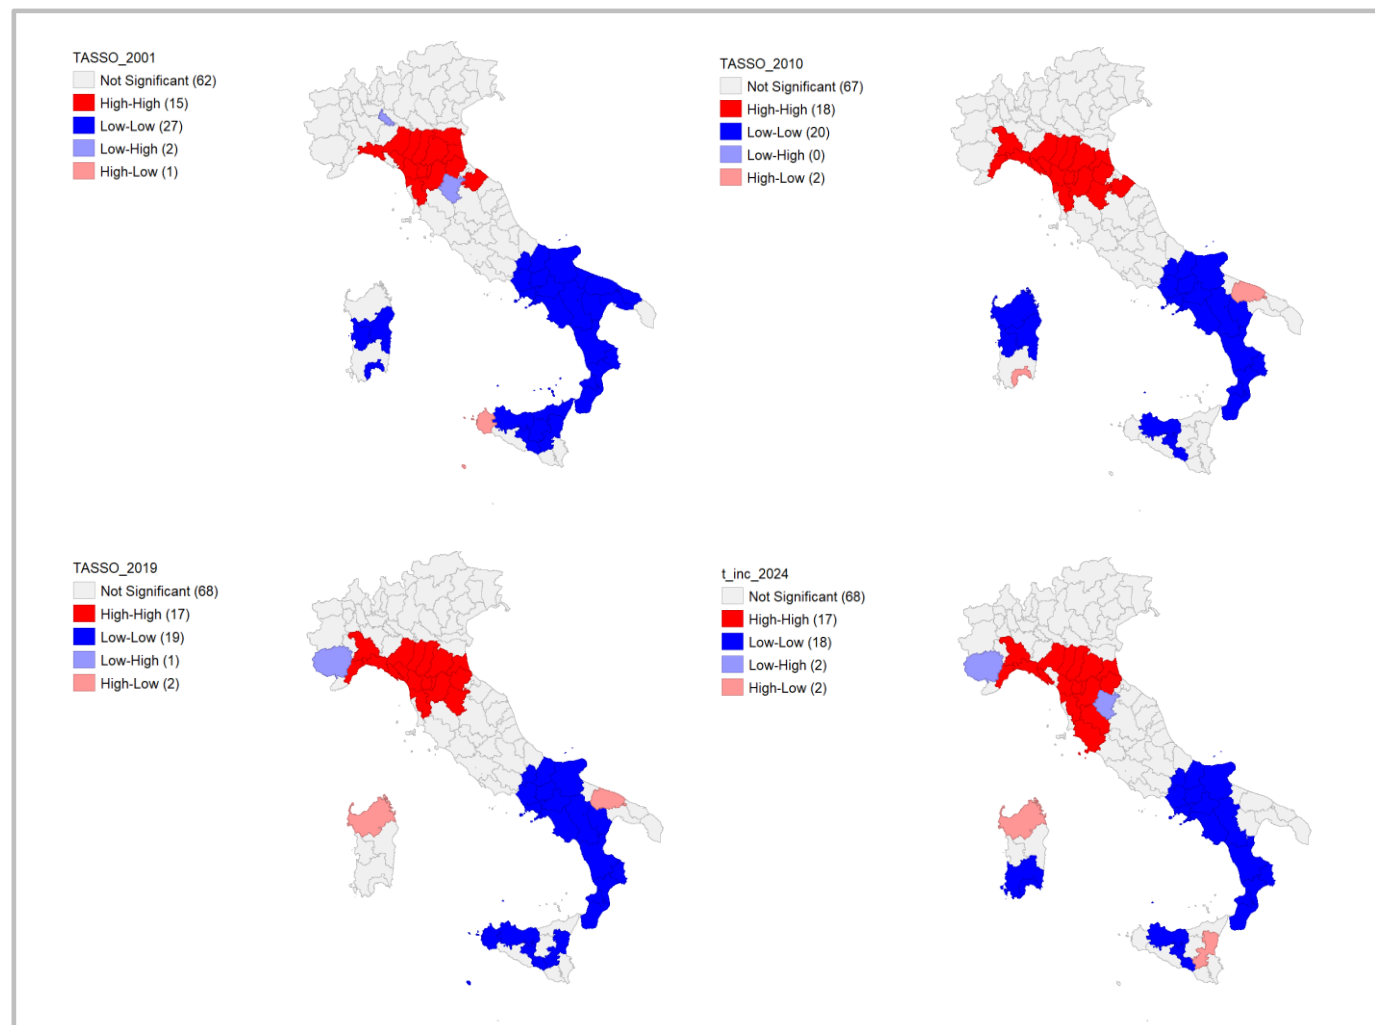 TASSO_2001
Not Significant (62)
High-High (15)
Low-Low (27)
Low-High (2)
High-Low (1)
TASSO_2010
Not Significant (67)
High-High (18)
Low-Low (20)
Low-High (0)
High-Low (2)
TASSO_2019
Not Significant (68)
High-High (17)
Low-Low (19)
Low-High (1)
High-Low (2)
t_inc_2024
Not Significant (68)
High-High (17)
Low-Low (18)
Low-High (2)
High-Low (2)